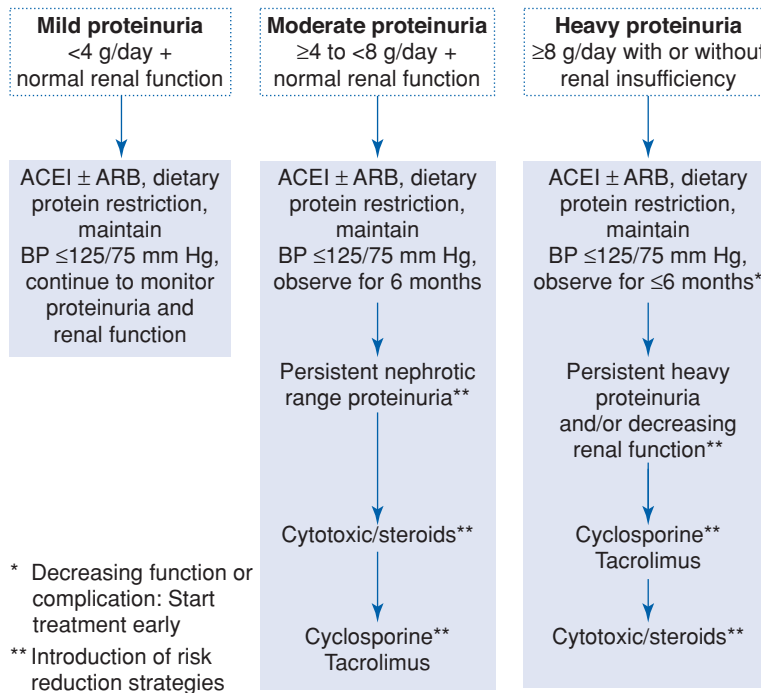 Mild proteinuria
<4 g/day +
normal renal function
ACEI ± ARB, dietary
protein restriction,
maintain
BP ≤125/75 mm Hg,
continue to monitor
proteinuria and
renal function
Moderate proteinuria
≥4 to <8 g/day +
normal renal function
ACEI ± ARB, dietary
protein restriction,
maintain
BP ≤125/75 mm Hg,
observe for 6 months
Persistent nephrotic
range proteinuria**
Cytotoxic/steroids**
Cyclosporine**
Tacrolimus
Heavy proteinuria
≥8 g/day with or without
renal insufficiency
ACEI ± ARB, dietary
protein restriction,
maintain
BP ≤125/75 mm Hg,
observe for ≤6 months*
Persistent heavy
proteinuria
and/or decreasing
renal function**
Cyclosporine**
Tacrolimus
Cytotoxic/steroids**
* Decreasing function or
complication: Start
treatment early
** Introduction of risk
reduction strategies